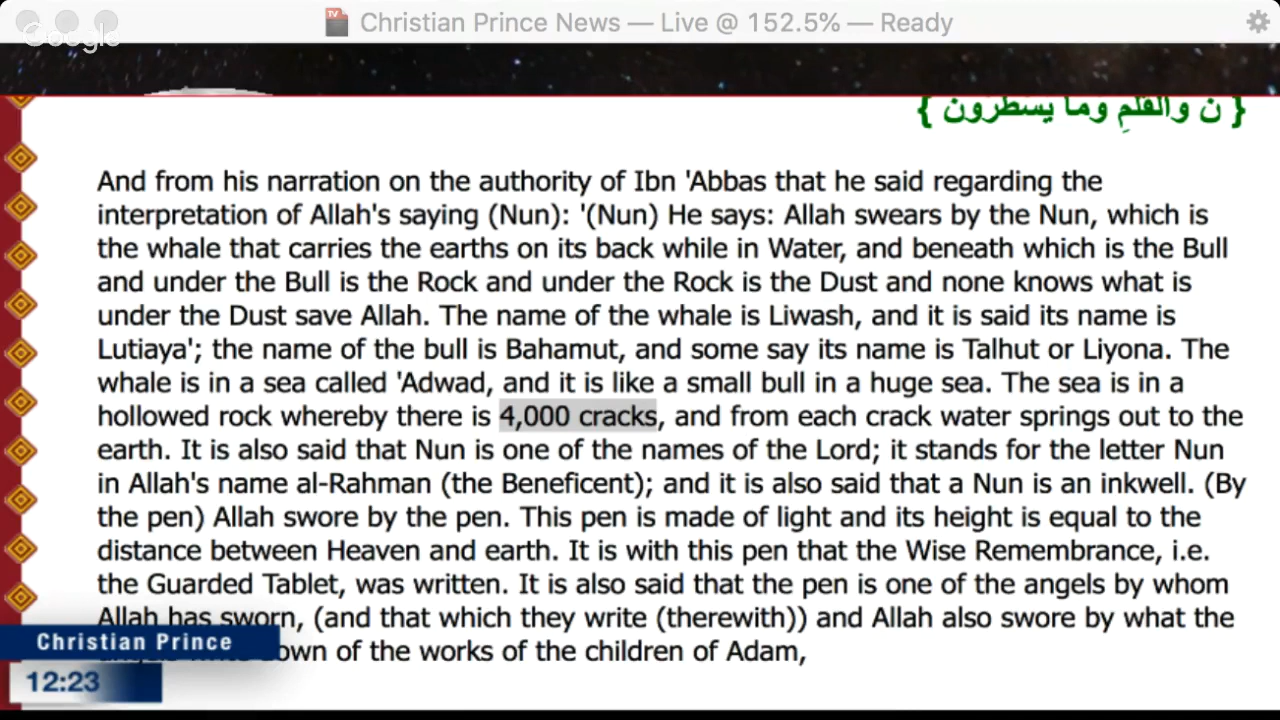 Christian Prince News — Live @ 152.5% — Ready
Google
{ ن والقلمِ وما يسطرون }
And from his narration on the authority of Ibn 'Abbas that he said regarding the
interpretation of Allah's saying (Nun): '(Nun) He says: Allah swears by the Nun, which is
the whale that carries the earths on its back while in Water, and beneath which is the Bull
and under the Bull is the Rock and under the Rock is the Dust and none knows what is
under the Dust save Allah. The name of the whale is Liwash, and it is said its name is
Lutiaya'; the name of the bull is Bahamut, and some say its name is Talhut or Liyona. The
whale is in a sea called 'Adwad, and it is like a small bull in a huge sea. The sea is in a
hollowed rock whereby there is 4,000 cracks, and from each crack water springs out to the
earth. It is also said that Nun is one of the names of the Lord; it stands for the letter Nun
in Allah's name al-Rahman (the Beneficent); and it is also said that a Nun is an inkwell. (By
the pen) Allah swore by the pen. This pen is made of light and its height is equal to the
distance between Heaven and earth. It is with this pen that the Wise Remembrance, i.e.
the Guarded Tablet, was written. It is also said that the pen is one of the angels by whom
Allah has sworn, (and that which they write (therewith)) and Allah also swore by what the
of the works of the children of Adam,
Christian Prince
12:23